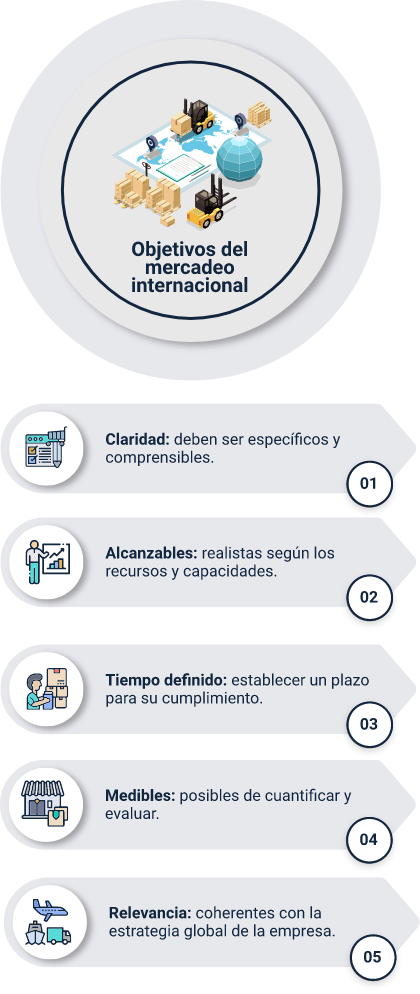 Objetivos del
mercadeo
internacional
Claridad: deben ser específicos y
comprensibles.
01
Alcanzables: realistas según los
recursos y capacidades.
02
Tiempo definido: establecer un plazo
para su cumplimiento.
03
Medibles: posibles de cuantificar y
evaluar.
04
Relevancia: coherentes con la
estrategia global de la empresa.
05